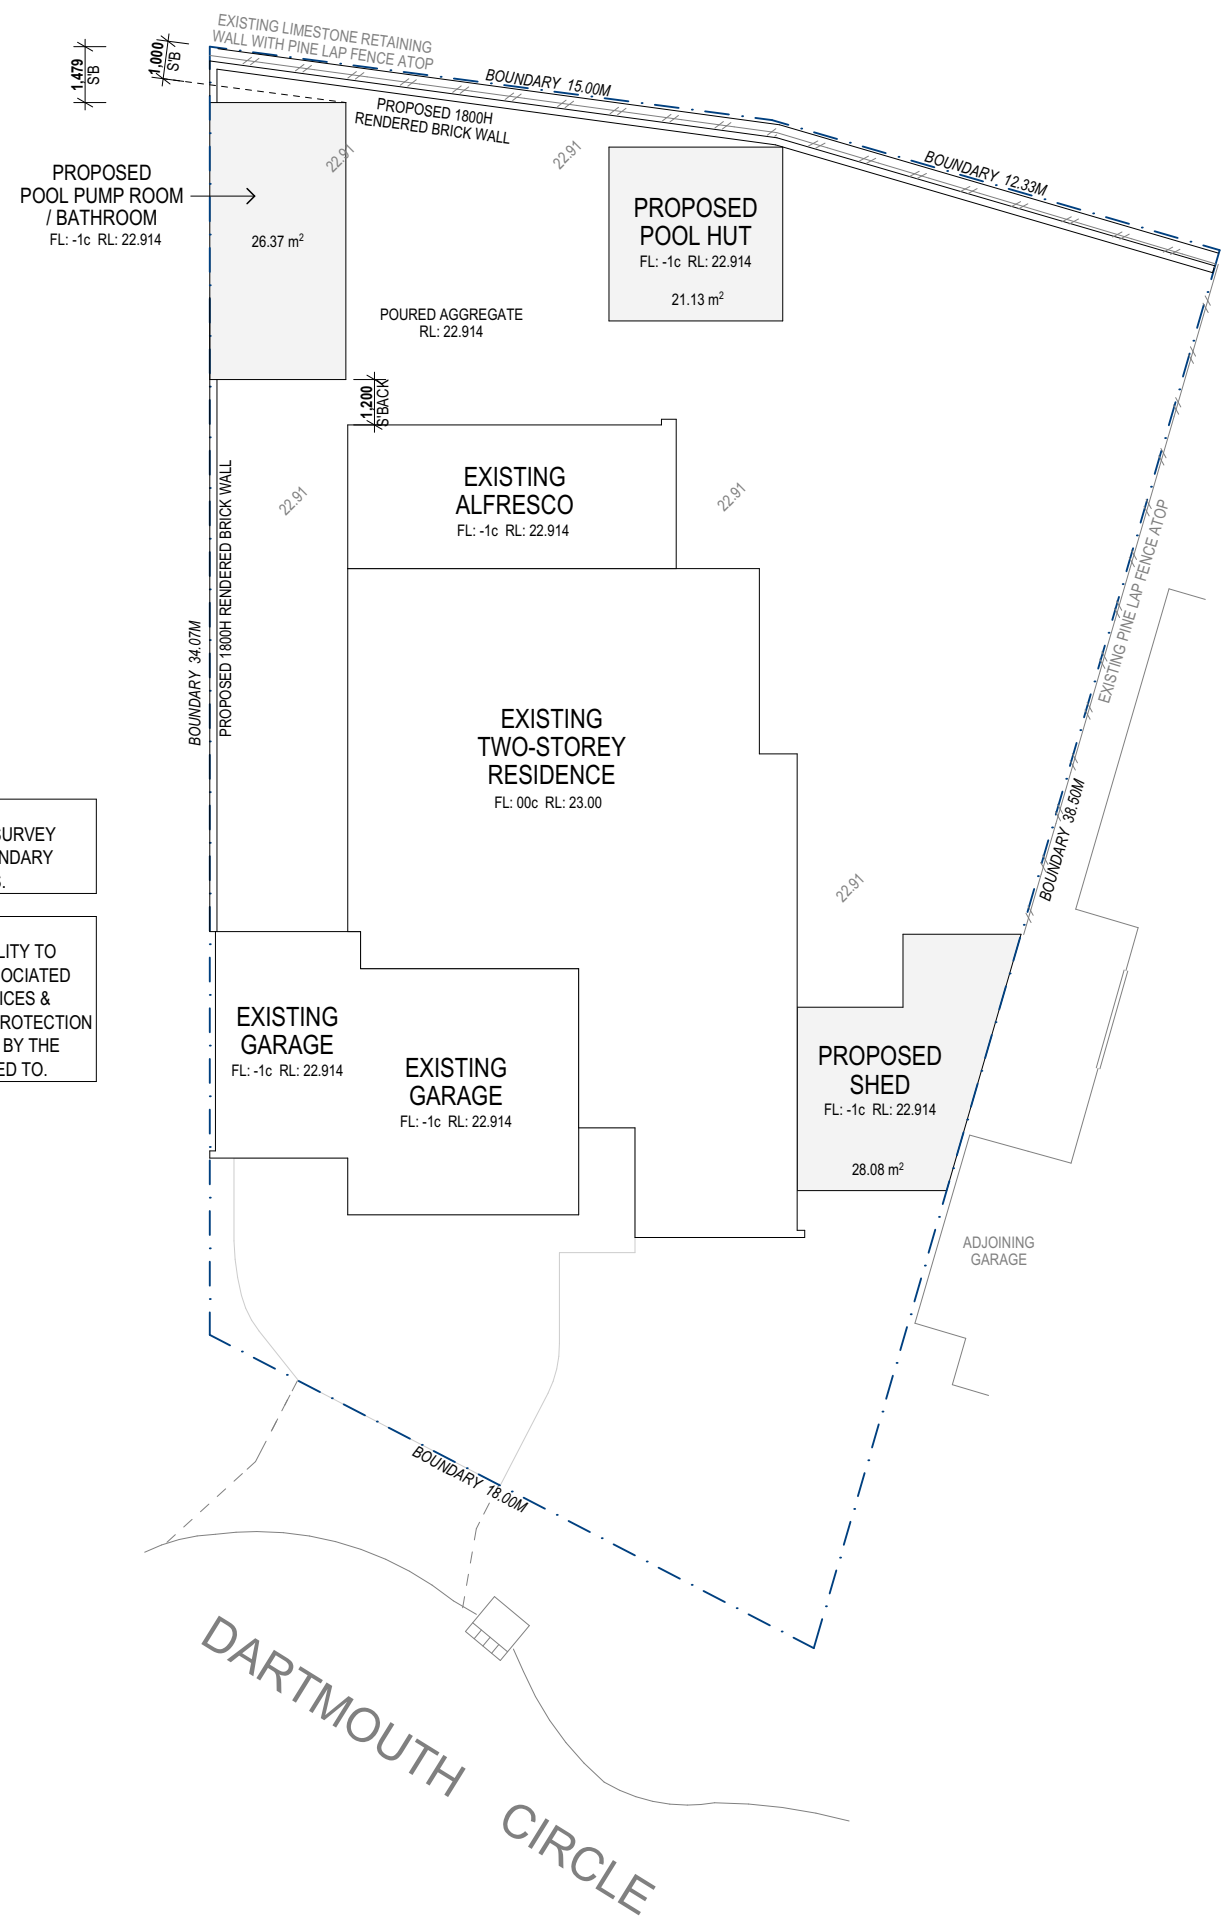 EXISTING LIMESTONE RETAINING
WALL WITH PINE LAP FENCE ATOP
1,479
S'B
1,000
S'B
BOUNDARY 15.00M
PROPOSED 1800H
RENDERED BRICK WALL
BOUNDARY 12.33M
22.91
22.91
PROPOSED
POOL PUMP ROOM
/ BATHROOM
FL: -1c RL: 22.914
26.37 m²
PROPOSED
POOL HUT
FL: -1c RL: 22.914
21.13 m²
POURED AGGREGATE
RL: 22.914
1,200
S'BACK
EXISTING
ALFRESCO
FL: -1c RL: 22.914
22.91
22.91
PROPOSED 1800H RENDERED BRICK WALL
BOUNDARY 34.07M
EXISTING PINE LAP FENCE ATOP
EXISTING
TWO-STOREY
RESIDENCE
FL: 00c RL: 23.00
BOUNDARY 38.50M
SURVEY
NDARY
S.
22.91
LITY TO
OCIATED
ICES &
ROTECTION
BY THE
ED TO.
EXISTING
GARAGE
FL: -1c RL: 22.914
EXISTING
GARAGE
FL: -1c RL: 22.914
PROPOSED
SHED
FL: -1c RL: 22.914
28.08 m²
ADJOINING
GARAGE
BOUNDARY 18.00M
DARTMOUTH CIRCLE